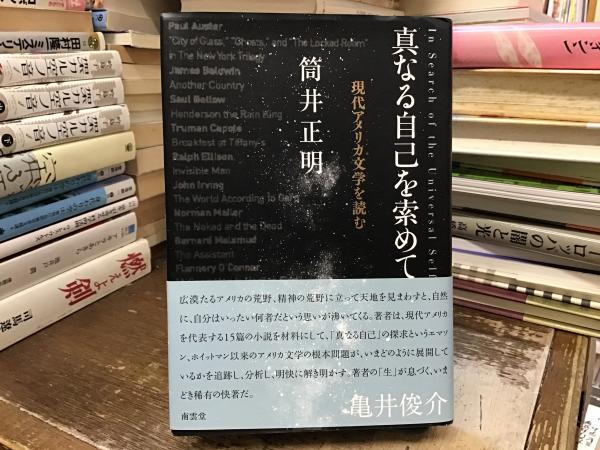 真なる自己を索めて
In Search of the Universal Self
現代アメリカ文学を読む
筒井正明
Paul Auster
"City of Glass," "Ghosts," and "The Locked Room"
in The New York Trilogy
James Baldwin
Another Country
Saul Bellow
Henderson the Rain King
Truman Capote
Breakfast at Tiffany's
Ralph Ellison
Invisible Man
John Irving
The World According to Garp
Norman Mailer
The Naked and the Dead
Bernard Malamud
The Assistant
Flannery O'Connor
広漠たるアメリカの荒野、精神の荒野に立って天地を見まわすと、自然
に、自分はいったい何者だという思いが湧いてくる。著者は、現代アメリカ
を代表する15篇の小説を材料にして、「真なる自己」の探求というエマソ
ン、ホイットマン以来のアメリカ文学の根本問題が、いまどのように展開して
いるかを追跡し、分析し、明快に解き明かす。著者の「生」が息づく、いま
どき稀有の快著だ。
亀井俊介
南雲堂
燃えよ剣
司馬遼
ロッパの闇と光